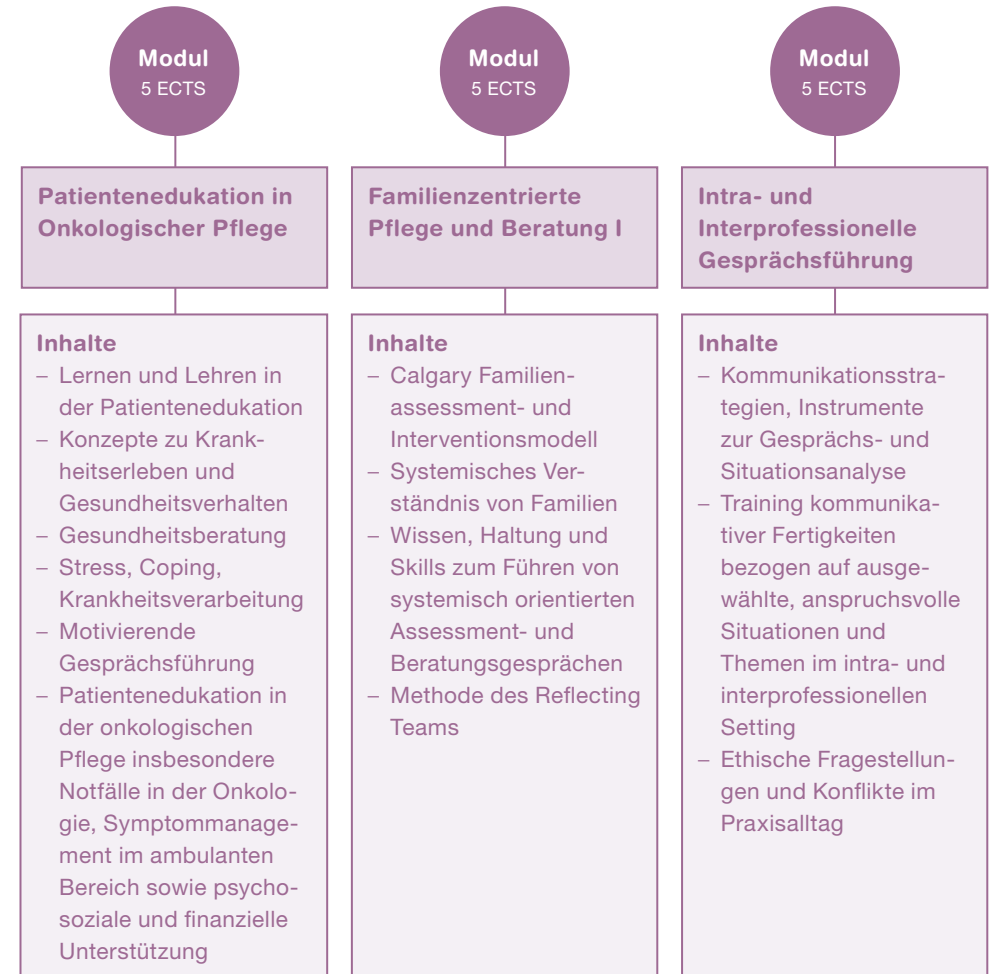 Modul
5 ECTS
Patientenedukation in
Onkologischer Pflege
Inhalte
– Lernen und Lehren in
der Patientenedukation
– Konzepte zu Krank-
heitserleben und
Gesundheitsverhalten
– Gesundheitsberatung
– Stress, Coping,
Krankheitsverarbeitung
– Motivierende
Gesprächsführung
– Patientenedukation in
der onkologischen
Pflege insbesondere
Notfälle in der Onkolo-
gie, Symptommanage-
ment im ambulanten
Bereich sowie psycho-
soziale und finanzielle
Unterstützung
Modul
5 ECTS
Familienzentrierte
Pflege und Beratung I
Inhalte
– Calgary Familien-
assessment- und
Interventionsmodell
– Systemisches Ver-
ständnis von Familien
– Wissen, Haltung und
Skills zum Führen von
systemisch orientierten
Assessment- und
Beratungsgesprächen
– Methode des Reflecting
Teams
Modul
5 ECTS
Intra- und
Interprofessionelle
Gesprächsführung
Inhalte
– Kommunikationsstra-
tegien, Instrumente
zur Gesprächs- und
Situationsanalyse
– Training kommunika-
tiver Fertigkeiten
bezogen auf ausge-
wählte, anspruchsvolle
Situationen und
Themen im intra- und
interprofessionellen
Setting
– Ethische Fragestellun-
gen und Konflikte im
Praxisalltag